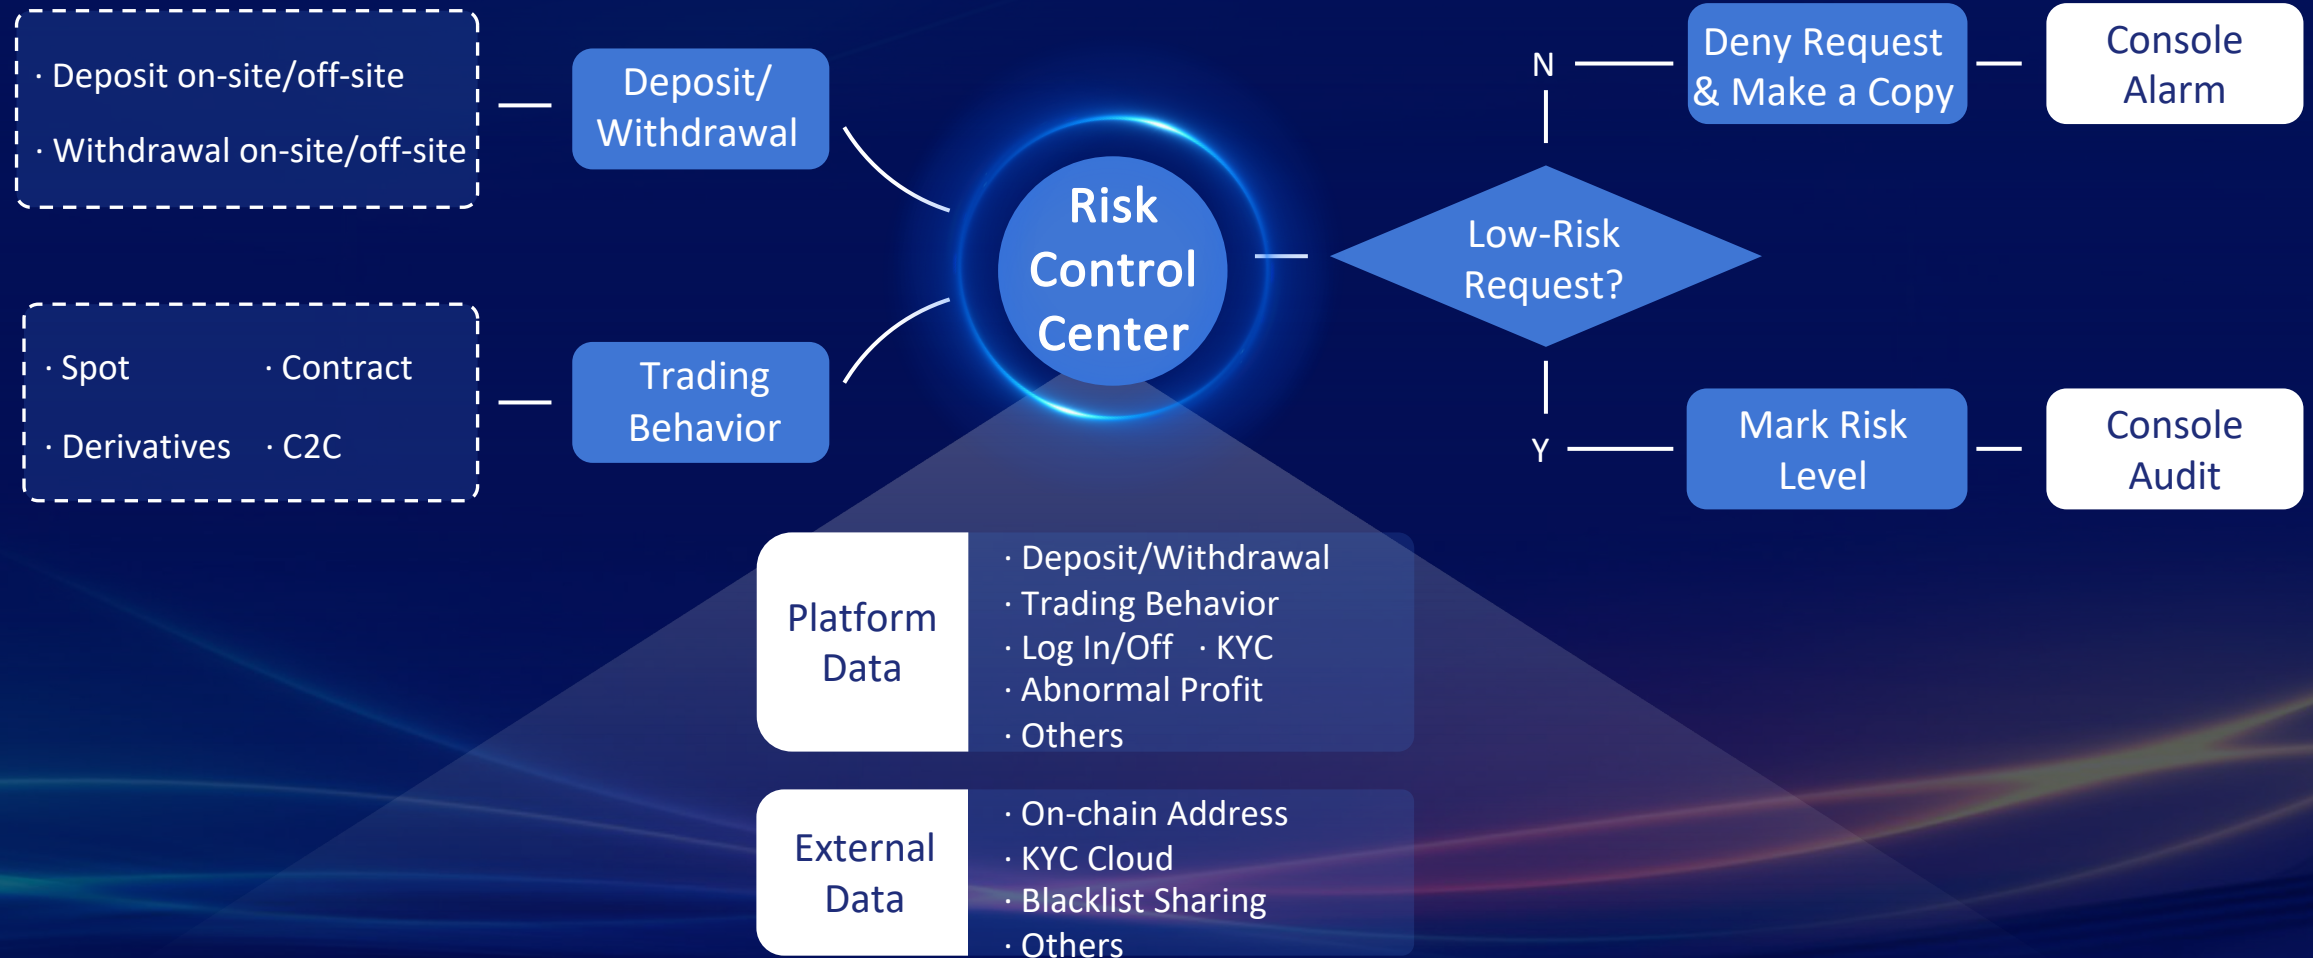 · Deposit on-site/off-site
· Withdrawal on-site/off-site
Deposit/
Withdrawal
· Spot · Contract
· Derivatives · C2C
Trading
Behavior
Risk
Control
Center
Low-Risk
Request?
N
Deny Request
& Make a Copy
Console
Alarm
Y
Mark Risk
Level
Console
Audit
Platform
Data
· Deposit/Withdrawal
· Trading Behavior
· Log In/Off · KYC
· Abnormal Profit
· Others
External
Data
· On-chain Address
· KYC Cloud
· Blacklist Sharing
· Others